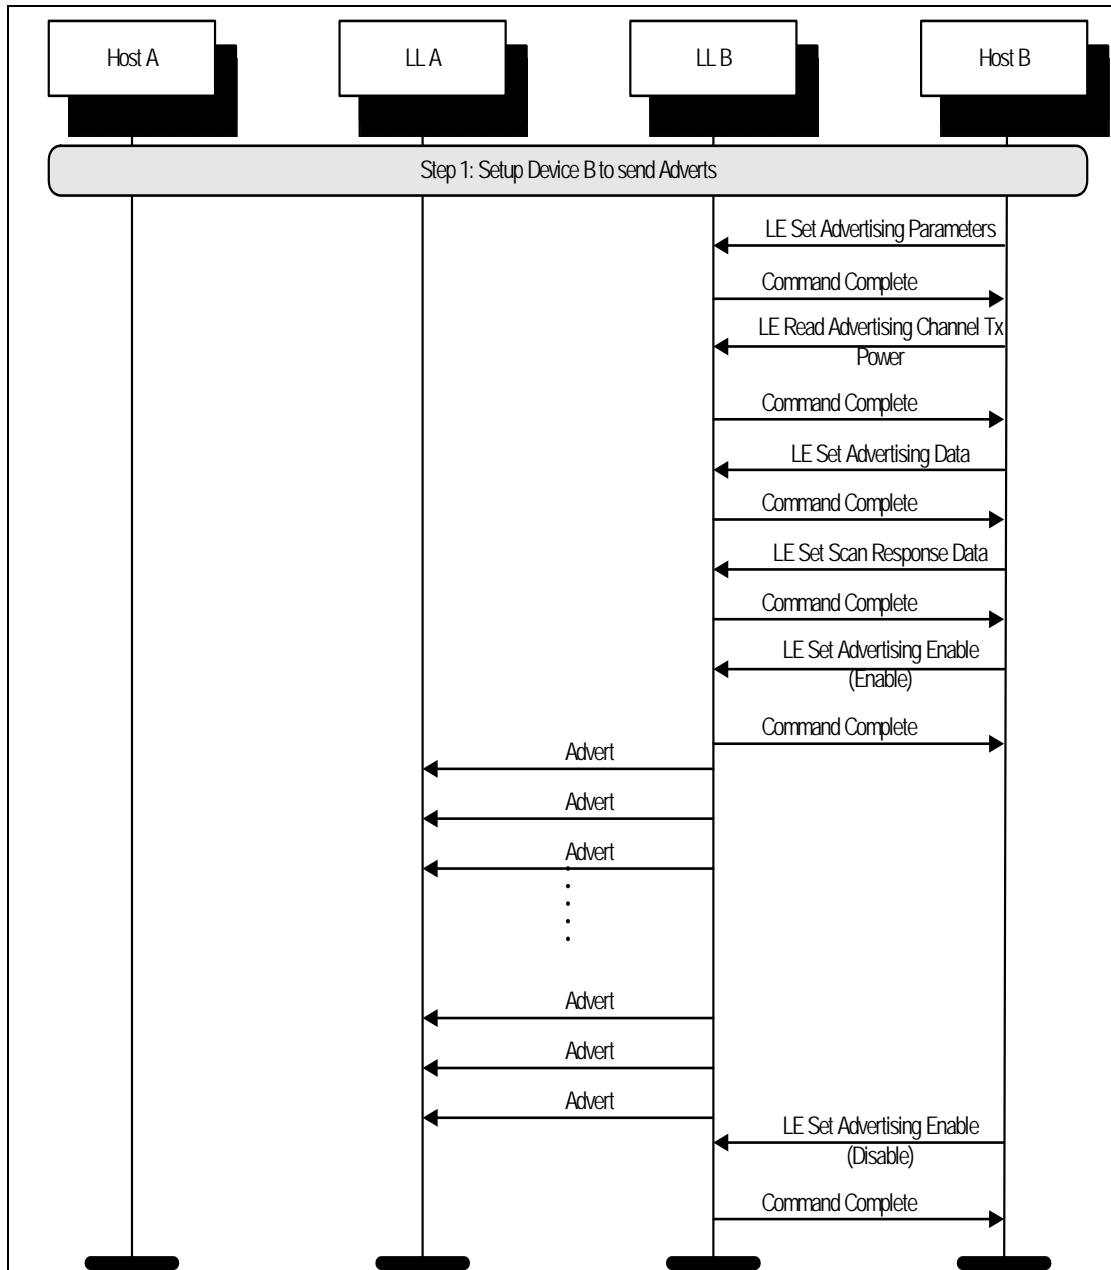 Host A
LL A
LL B
Host B
Step 1: Setup Device B to send Adverts
LE Set Advertising Parameters
Command Complete
LE Read Advertising Channel Tx
Power
Command Complete
LE Set Advertising Data
Command Complete
LE Set Scan Response Data
Command Complete
LE Set Advertising Enable
(Enable)
Command Complete
Advert
Advert
Advert
Advert
Advert
Advert
LE Set Advertising Enable
(Disable)
Command Complete